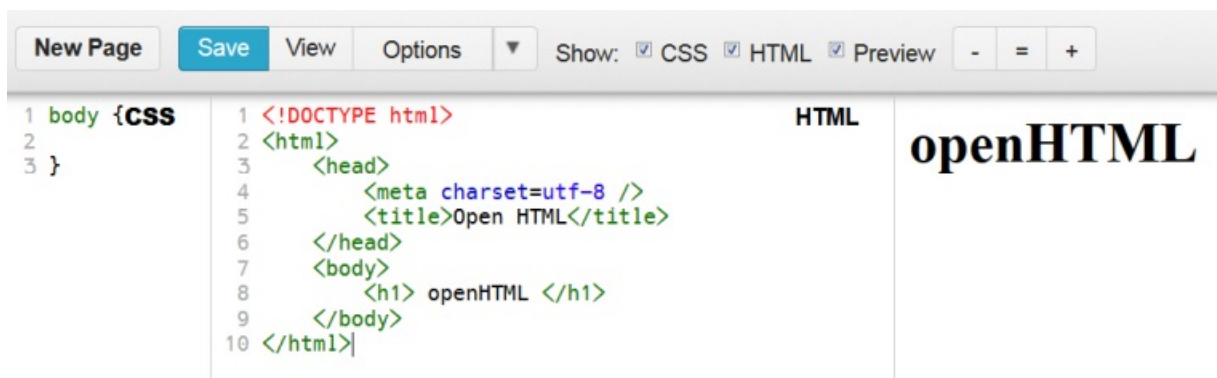 New Page Save View Options ▼ Show: ☑ CSS ☑ HTML ☑ Preview - = +
CSS
1 body {
2
3 }
HTML
1 <!DOCTYPE html>
2 <html>
3     <head>
4         <meta charset=utf-8 />
5         <title>Open HTML</title>
6     </head>
7     <body>
8         <h1> openHTML </h1>
9     </body>
10 </html>
openHTML